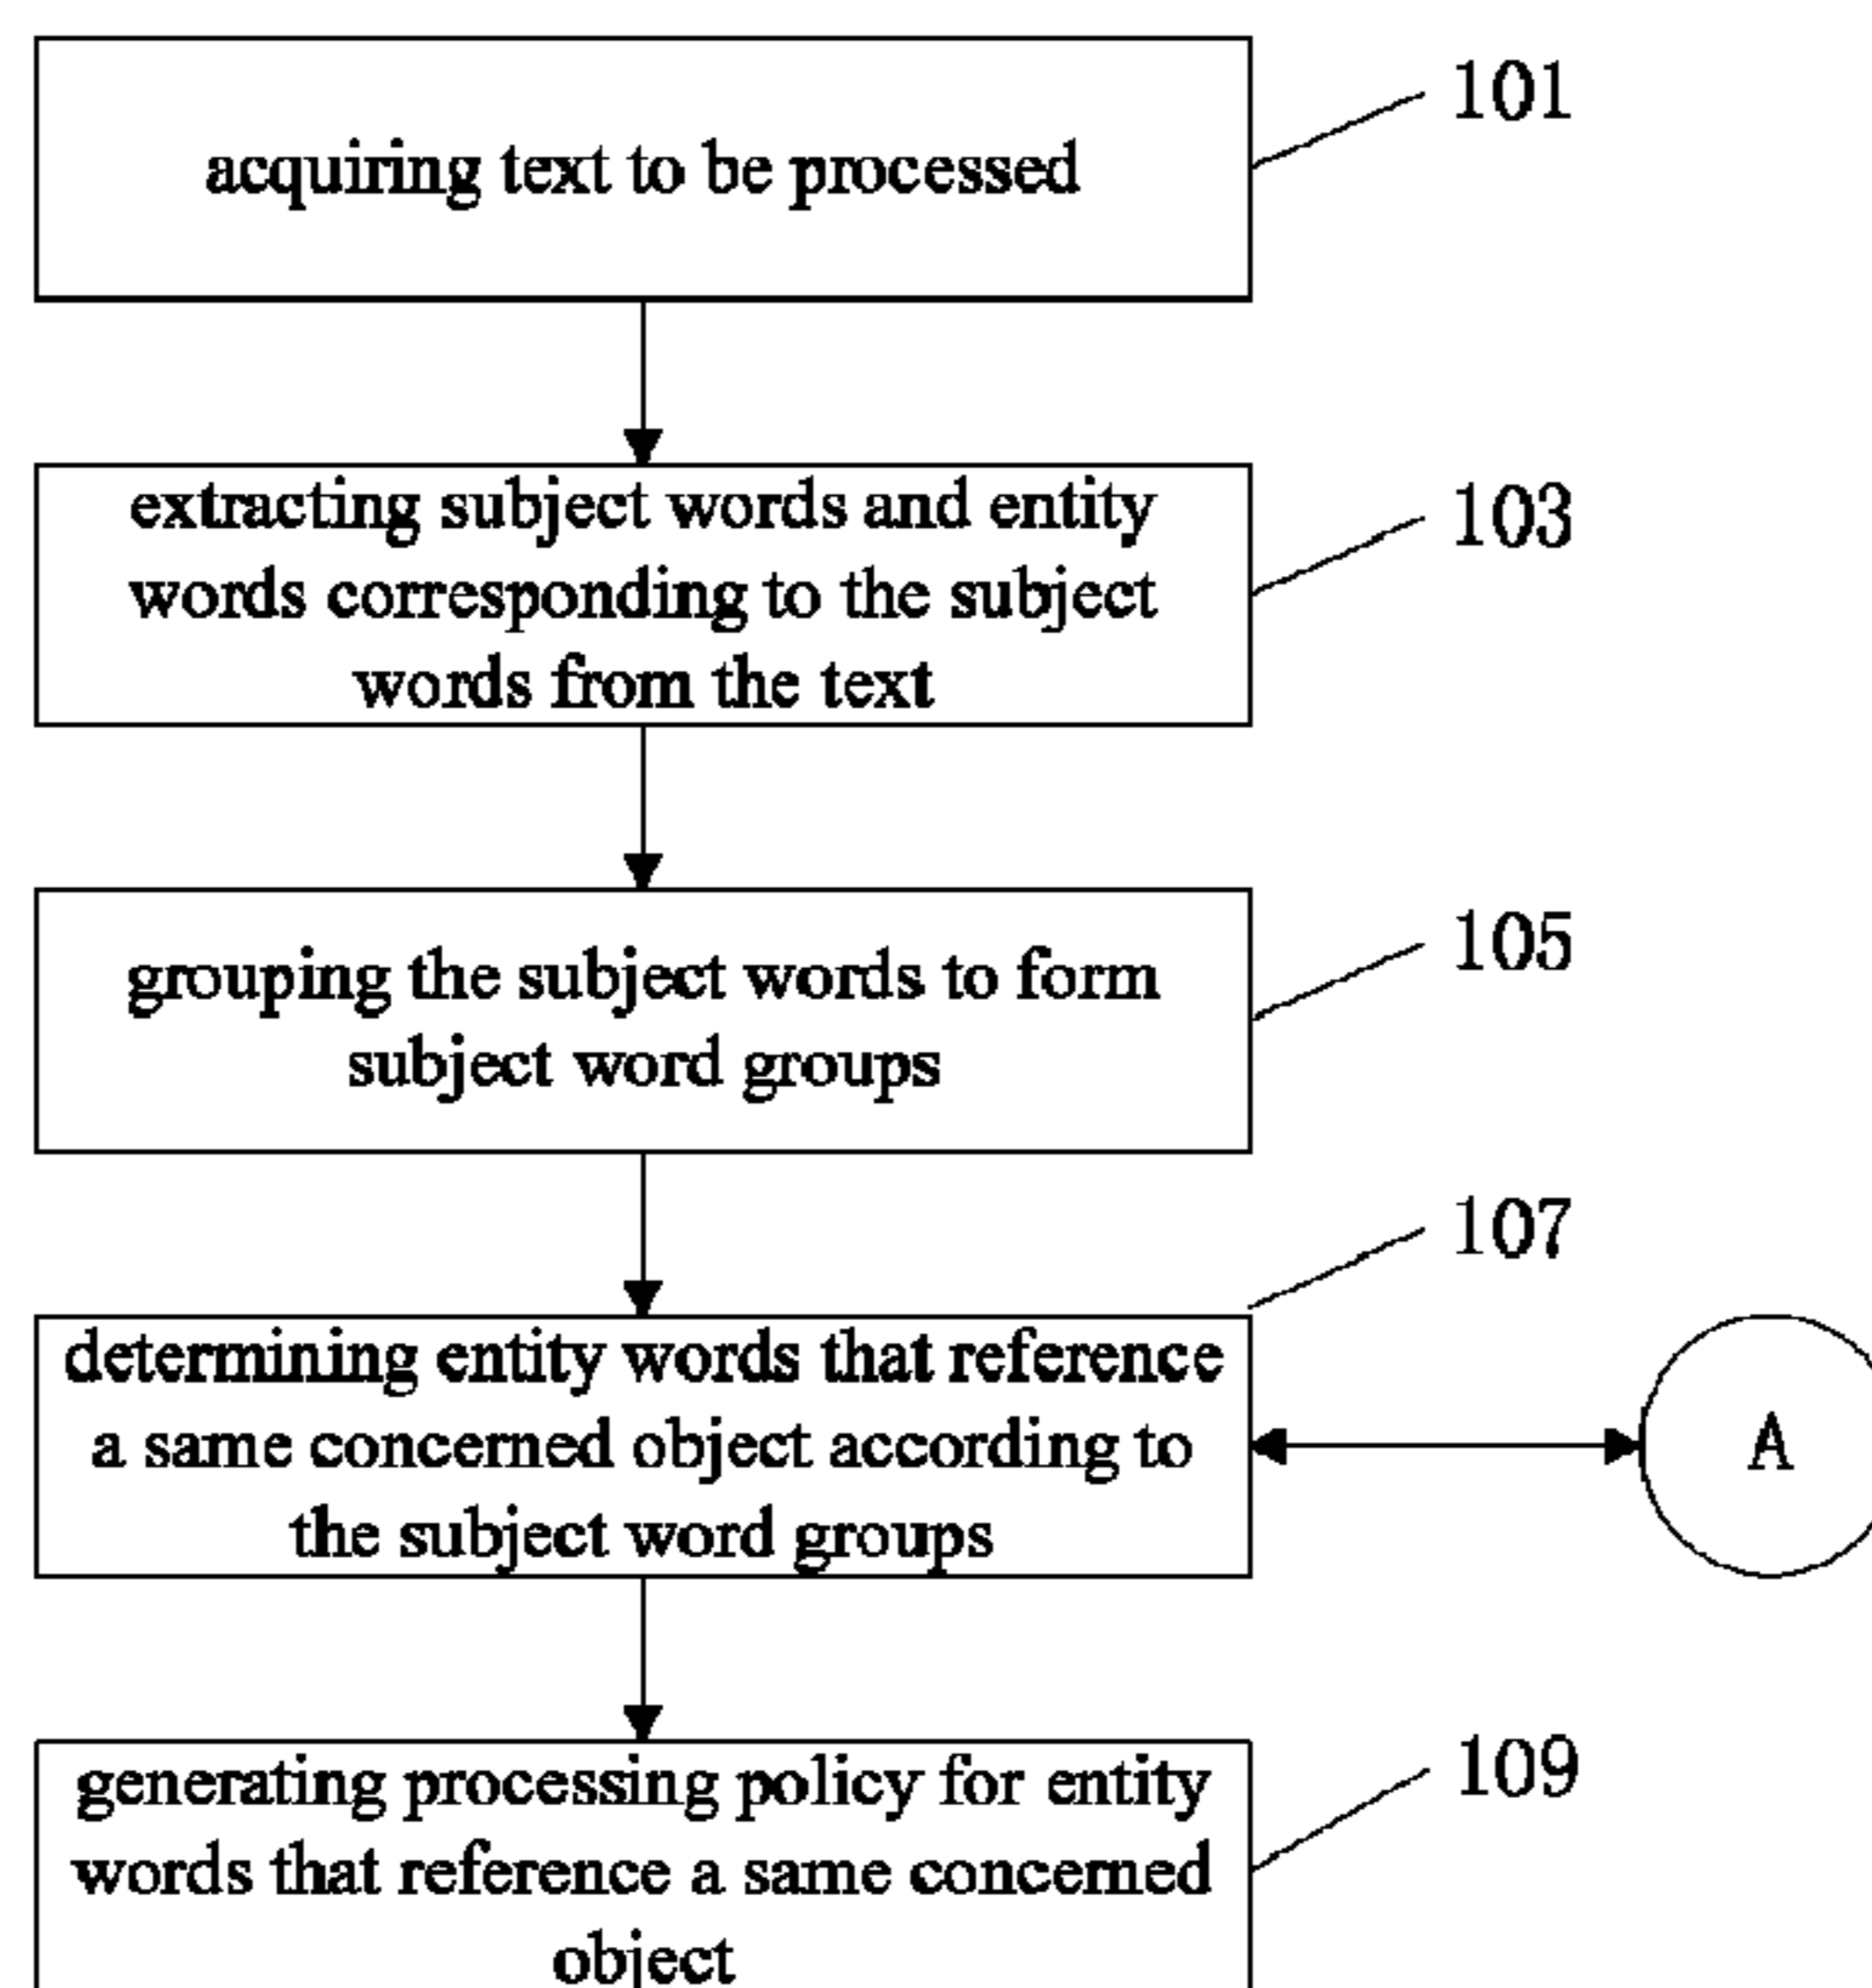 acquiring text to be processed
101
extracting subject words and entity
words corresponding to the subject
words from the text
103
grouping the subject words to form
subject word groups
105
107
determining entity words that reference
a same concerned object according to
the subject word groups
A
generating processing policy for entity
words that reference a same concerned
object
109